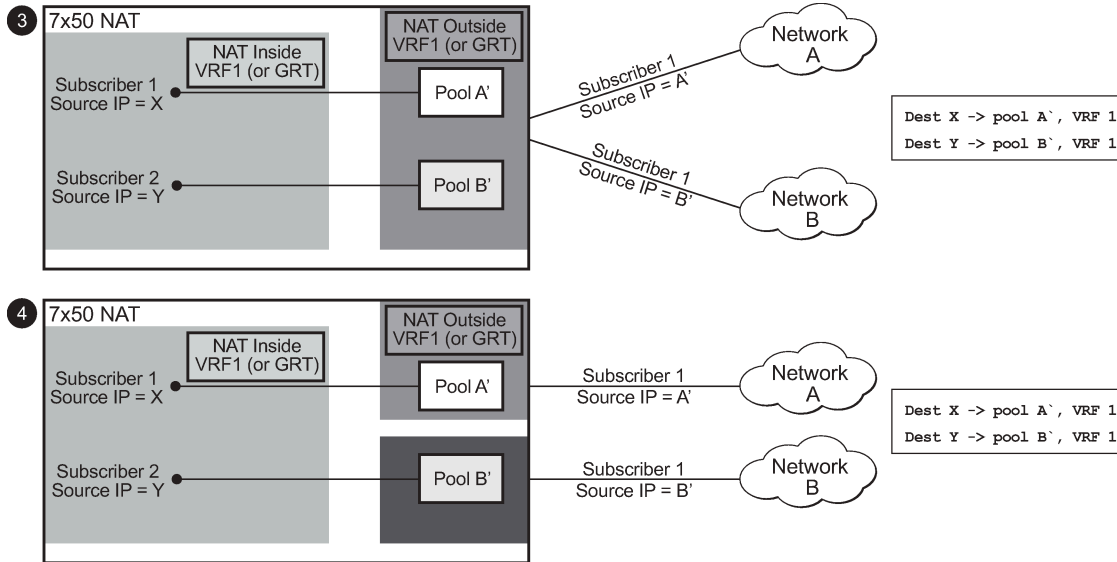 3
7x50 NAT
NAT Inside
VRF1 (or GRT)
NAT Outside
VRF1 (or GRT)
Subscriber 1
Source IP = X
Pool A'
Subscriber 2
Source IP = Y
Pool B'
Subscriber 1
Source IP = A'
Subscriber 1
Source IP = B'
Network
A
Network
B
Dest X -> pool A`, VRF 1
Dest Y -> pool B`, VRF 1
4
7x50 NAT
NAT Inside
VRF1 (or GRT)
NAT Outside
VRF1 (or GRT)
Subscriber 1
Source IP = X
Pool A'
Subscriber 2
Source IP = Y
Pool B'
Subscriber 1
Source IP = A'
Subscriber 1
Source IP = B'
Network
A
Network
B
Dest X -> pool A`, VRF 1
Dest Y -> pool B`, VRF 1